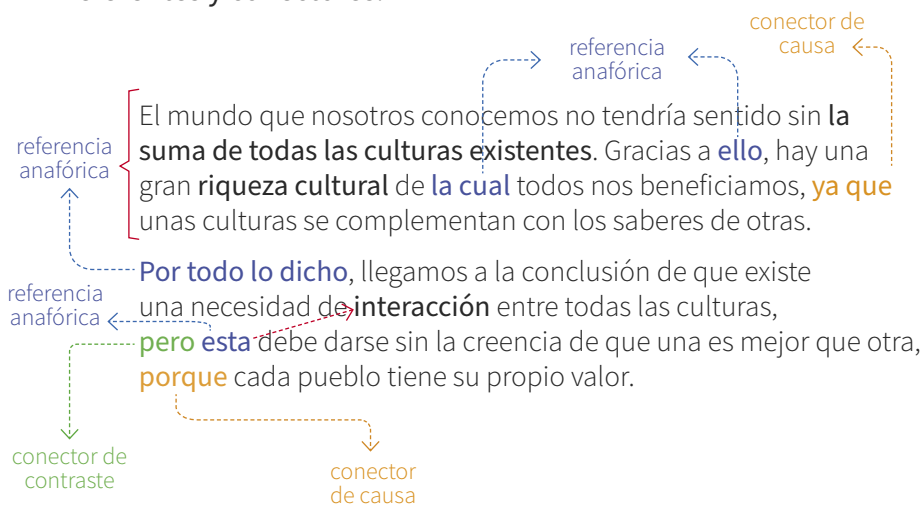 conector de
causa
referencia
anafórica
El mundo que nosotros conocemos no tendría sentido sin la
suma de todas las culturas existentes. Gracias a ello, hay una
gran riqueza cultural de la cual todos nos beneficiamos, ya que
unas culturas se complementan con los saberes de otras.
referencia
anafórica
Por todo lo dicho, llegamos a la conclusión de que existe
una necesidad de interacción entre todas las culturas,
pero esta debe darse sin la creencia de que una es mejor que otra,
porque cada pueblo tiene su propio valor.
referencia
anafórica
conector de
contraste
conector
de causa